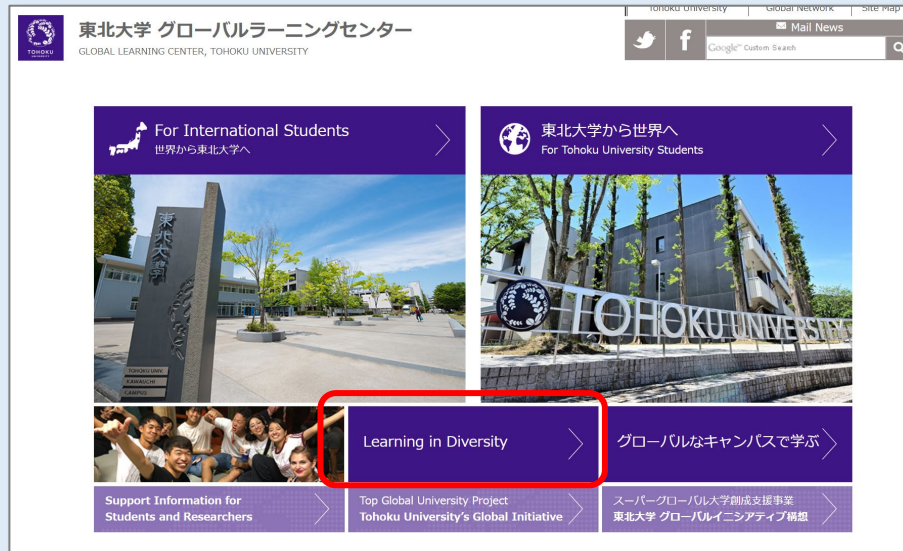 Tohoku University
Global Network
Site Map
東北大学 グローバルラーニングセンター
GLOBAL LEARNING CENTER, TOHOKU UNIVERSITY
TOHOKU
UNIVERSITY
Mail News
Google Custom Search
For International Students
世界から東北大学へ
東北大学から世界へ
For Tohoku University Students
東北大學
TOHOKU UNIV.
KAWAUCHI
CAMPUS
TOHOKU UNIVERSITY
Learning in Diversity
グローバルなキャンパスで学ぶ
Support Information for
Students and Researchers
Top Global University Project
Tohoku University's Global Initiative
スーパーグローバル大学創成支援事業
東北大学 グローバルイニシアティブ構想